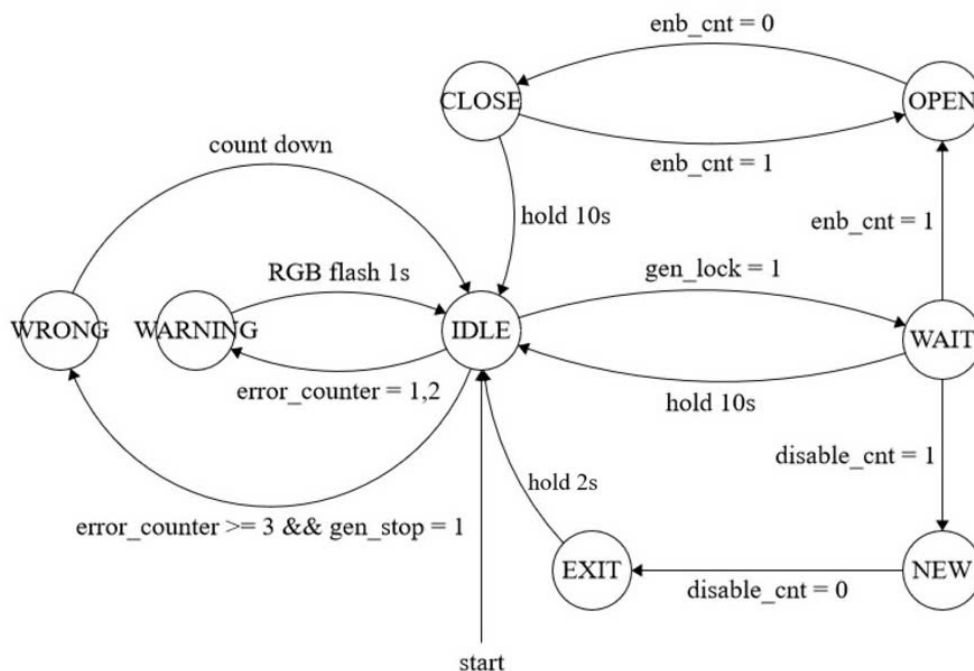 enb_cnt = 0
CLOSE
OPEN
count down
enb_cnt = 1
hold 10s
enb_cnt = 1
RGB flash 1s
gen_lock = 1
WRONG
WARNING
IDLE
WAIT
error_counter = 1,2
hold 10s
disable_cnt = 1
hold 2s
error_counter >= 3 && gen_stop = 1
EXIT
NEW
disable_cnt = 0
start